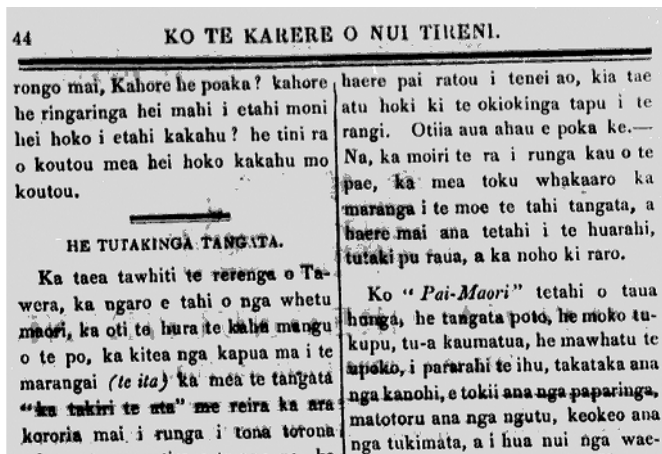 44
KO TE KARERE O NUI TIRENI.
rongo mai, Kahore he poaka? kahore
he ringaringa hei mahi i etahi moni
hei hoko i etahi kakahu? he tini ra
o koutou mea hei hoko kakahu mo
koutou.
HE TUTAKINGA TANGATA.
Ka taea tawhiti te rerenga o Ta-
wera, ka ngaro e tahi o nga whetu
maori, ka oti te hura te kahu mangu
o te po, ka kitea nga kapua ma i te
marangai (te ita) ka mea te tangata
"ka takiri te ata" me reira ka ara
kororia mai i runga i tona torona
haere pai ratou i tenei ao, kia tae
atu hoki ki te okiokinga tapu i te
rangi. Otiia aua ahau e poka ke.—
Na, ka moiri te ra i runga kau o te
pae, ka mea toku whakaaro ka
maranga i te moe te tahi tangata, a
haere mai ana tetahi i te huarahi,
tutaki pu raua, a ka noho ki raro.
Ko "Pai-Maori" tetahi o taua
hunga, he tangata poto, he moko tu-
kupu, tu-a kaumatua, he mawhatu te
upoko, i pararahi te ihu, takataka ana
nga kanohi, e tokii ana nga paparinga,
matotoru ana nga ngutu, keokeo ana
nga tukimata, a i hua nui nga wae-